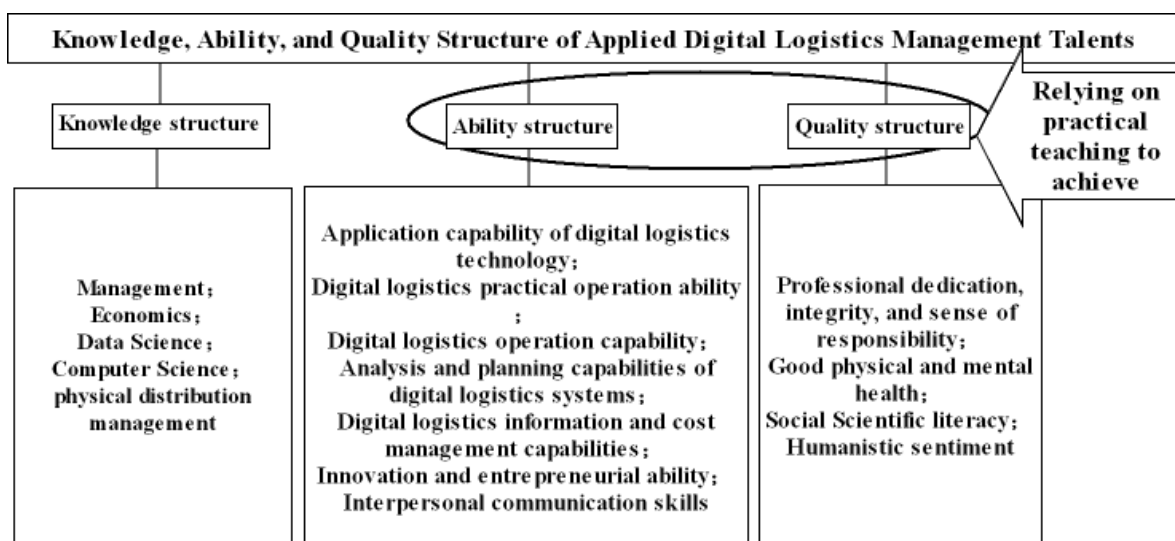 Knowledge, Ability, and Quality Structure of Applied Digital Logistics Management Talents
Knowledge structure
Ability structure
Quality structure
Relying on
practical
teaching to
achieve
Management;
Economics;
Data Science;
Computer Science;
physical distribution
management
Application capability of digital logistics
technology;
Digital logistics practical operation ability
;
Digital logistics operation capability;
Analysis and planning capabilities of
digital logistics systems;
Digital logistics information and cost
management capabilities;
Innovation and entrepreneurial ability;
Interpersonal communication skills
Professional dedication,
integrity, and sense of
responsibility;
Good physical and mental
health;
Social Scientific literacy;
Humanistic sentiment